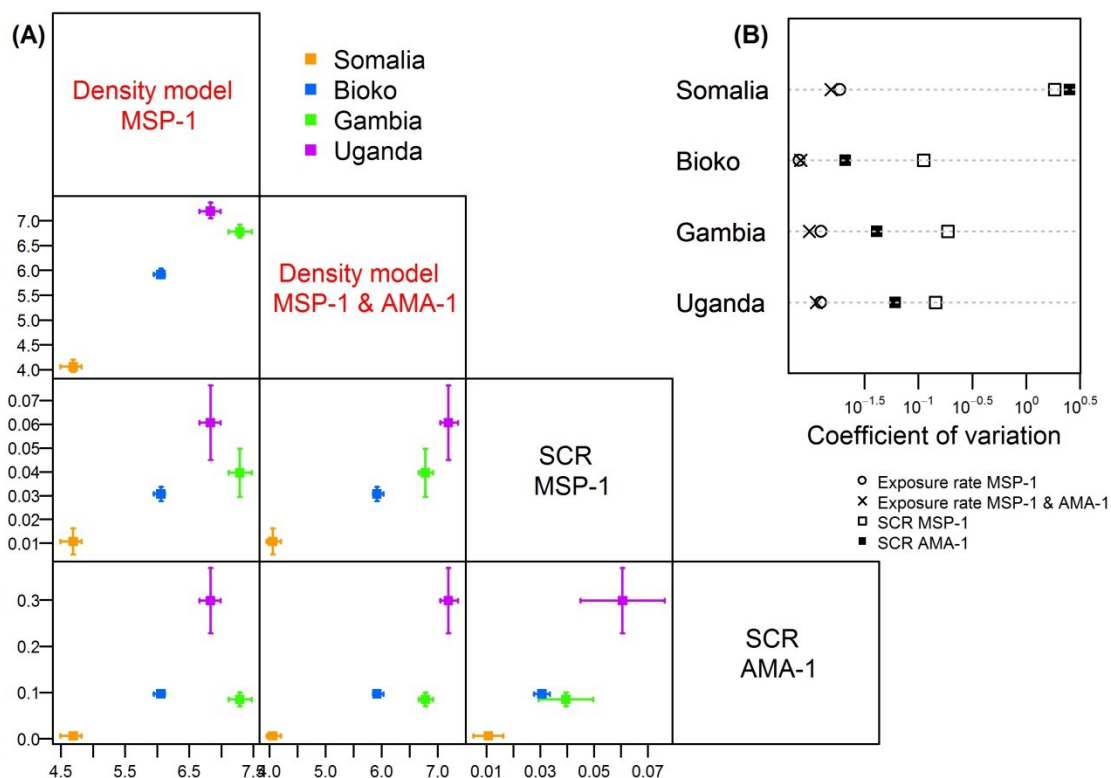 (A)
Density model
MSP-1
Somalia
Bioko
Gambia
Uganda
7.0
6.5
6.0
5.5
5.0
4.5
4.0
Density model
MSP-1 & AMA-1
0.07
0.06
0.05
0.04
0.03
0.02
0.01
SCR
MSP-1
0.3
0.2
0.1
0.0
SCR
AMA-1
4.5 5.5 6.5 7.5 4.0 5.0 6.0 7.0 0.01 0.03 0.05 0.07
(B)
Somalia
Bioko
Gambia
Uganda
10^−1.5 10^−1 10^−0.5 10^0 10^0.5
Coefficient of variation
Exposure rate MSP-1
Exposure rate MSP-1 & AMA-1
SCR MSP-1
SCR AMA-1